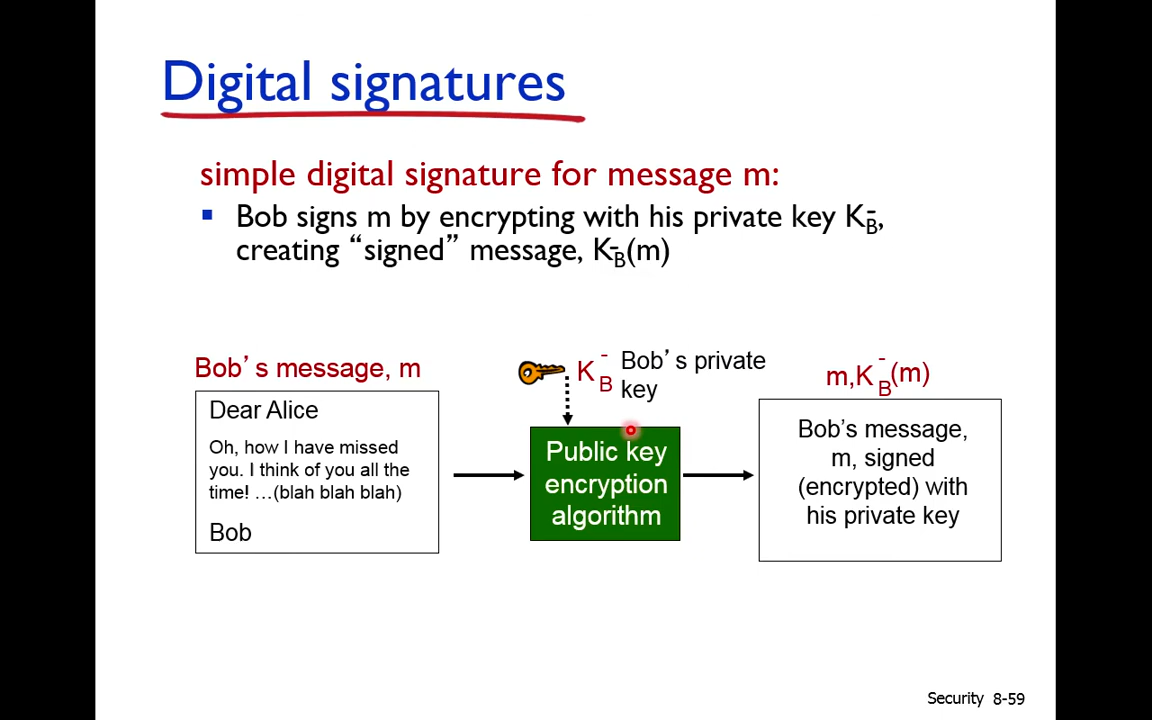 Digital signatures
simple digital signature for message m:
Bob signs m by encrypting with his private key K⁻B,
creating “signed” message, K⁻B(m)
Bob’s message, m
K⁻B Bob’s private
key
m,K⁻B(m)
Dear Alice
Oh, how I have missed
you. I think of you all the
time! …(blah blah blah)
Bob
Public key
encryption
algorithm
Bob’s message,
m, signed
(encrypted) with
his private key
Security 8-59